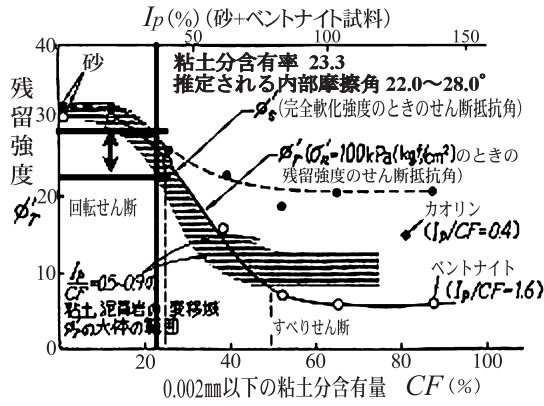 Ip(%)(砂+ベントナイト試料)
50 100 150
40
30
20
10
0
残留強度 φr'
砂
粘土分含有率 23.3
推定される内部摩擦角 22.0〜28.0°
φs'(完全軟化強度のときのせん断抵抗角)
φr'(σN'=100kPa(kgf/cm²)のときの
残留強度のせん断抵抗角)
回転せん断
カオリン
(Ip/CF=0.4)
ベントナイト
(Ip/CF=1.6)
Ip/CF=0.5~0.9の
粘土 泥質岩の変移域
φrの大体の範囲
すべりせん断
0 20 40 60 80 100
0.002mm以下の粘土分含有量 CF(%)